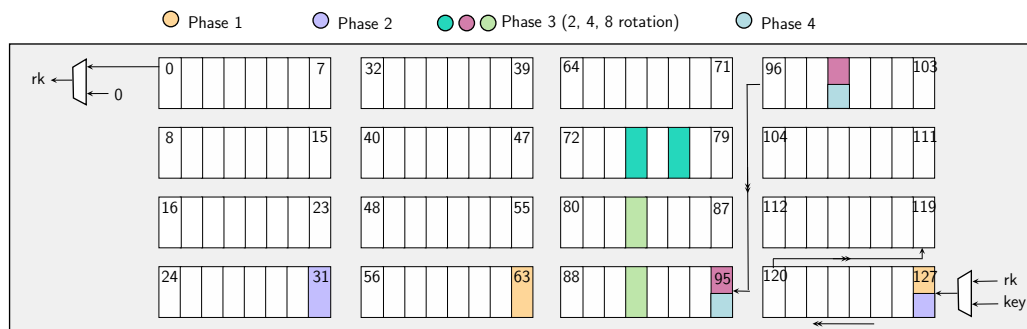 Phase 1 Phase 2 Phase 3 (2, 4, 8 rotation) Phase 4
rk 0 7 32 39 64 71 96 103
0
8 15 40 47 72 79 104 111
16 23 48 55 80 87 112 119
24 31 56 63 88 95 120 127 rk
key